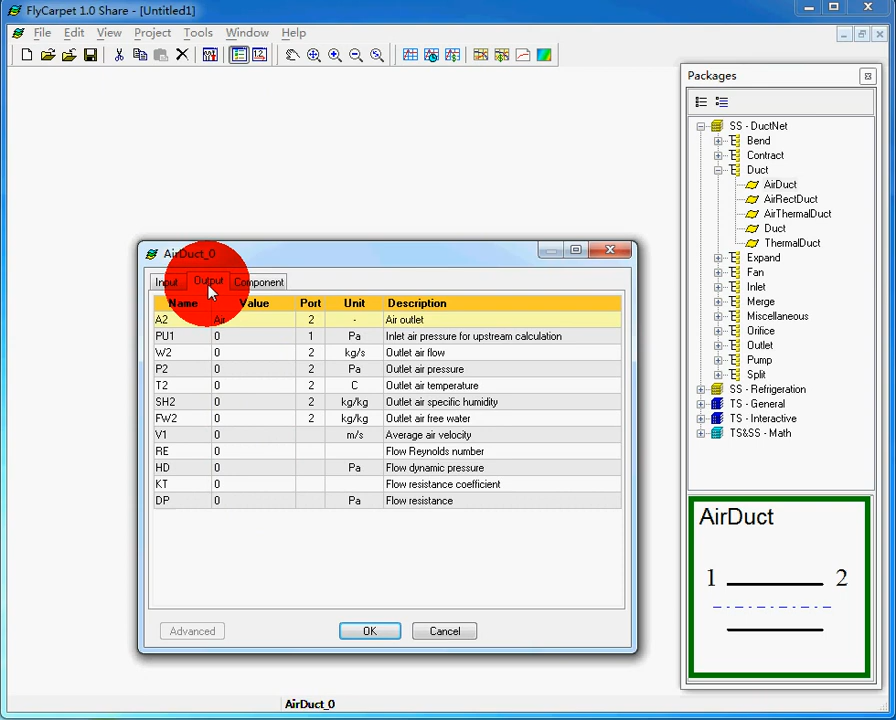 FlyCarpet 1.0 Share - [Untitled1]
File Edit View Project Tools Window Help
Packages
SS - DuctNet
Bend
Contract
Duct
AirDuct
AirRectDuct
AirThermalDuct
Duct
ThermalDuct
Expand
Fan
Inlet
Merge
Miscellaneous
Orifice
Outlet
Pump
Split
SS - Refrigeration
TS - General
TS - Interactive
TS&SS - Math
AirDuct_0
Input Output Component
Name Value Port Unit Description
A2 Air 2 - Air outlet
PU1 0 1 Pa Inlet air pressure for upstream calculation
W2 0 2 kg/s Outlet air flow
P2 0 2 Pa Outlet air pressure
T2 0 2 C Outlet air temperature
SH2 0 2 kg/kg Outlet air specific humidity
FW2 0 2 kg/kg Outlet air free water
V1 0 m/s Average air velocity
RE 0 Flow Reynolds number
HD 0 Pa Flow dynamic pressure
KT 0 Flow resistance coefficient
DP 0 Pa Flow resistance
Advanced OK Cancel
AirDuct
1 2
AirDuct_0